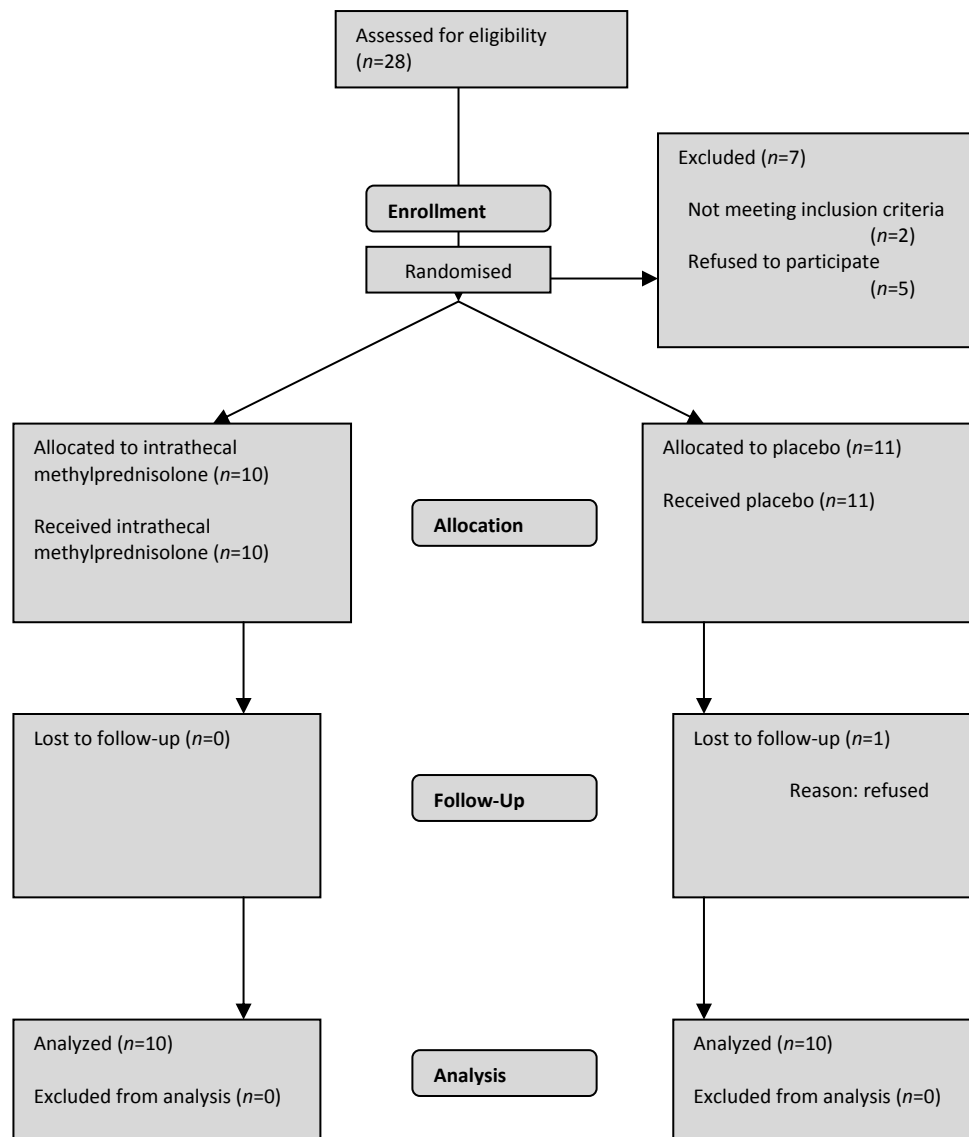 Assessed for eligibility
(n=28)
Excluded (n=7)
Not meeting inclusion criteria
(n=2)
Refused to participate
(n=5)
Enrollment
Randomised
Allocated to intrathecal
methylprednisolone (n=10)
Received intrathecal
methylprednisolone (n=10)
Allocation
Allocated to placebo (n=11)
Received placebo (n=11)
Lost to follow-up (n=0)
Follow-Up
Lost to follow-up (n=1)
Reason: refused
Analyzed (n=10)
Excluded from analysis (n=0)
Analysis
Analyzed (n=10)
Excluded from analysis (n=0)